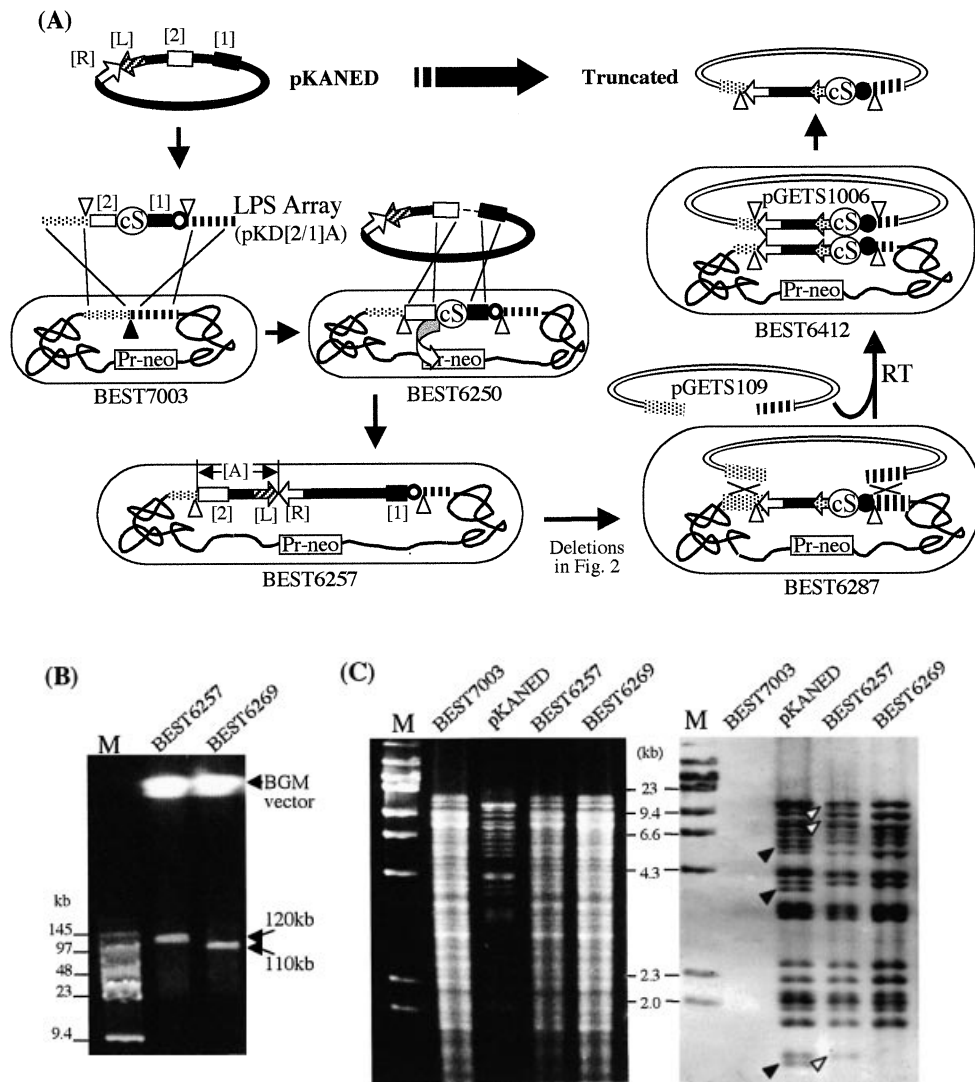 (A)
[R]
[L]
[2]
[1]
pKANED
Truncated
cS
[2]
cS
[1]
LPS Array
(pKD[2/1]A)
pGETS1006
cS
cS
Pr-neo
BEST6412
Pr-neo
BEST7003
cS
Pr-neo
BEST6250
pGETS109
RT
[A]
[2]
[L]
[R]
[1]
Pr-neo
BEST6257
Deletions
in Fig. 2
cS
Pr-neo
BEST6287
(B)
M
BEST6257
BEST6269
BGM
vector
kb
145
97
48
23
9.4
120kb
110kb
(C)
M
BEST7003
pKANED
BEST6257
BEST6269
(kb)
23
9.4
6.6
4.3
2.3
2.0
M
BEST7003
pKANED
BEST6257
BEST6269